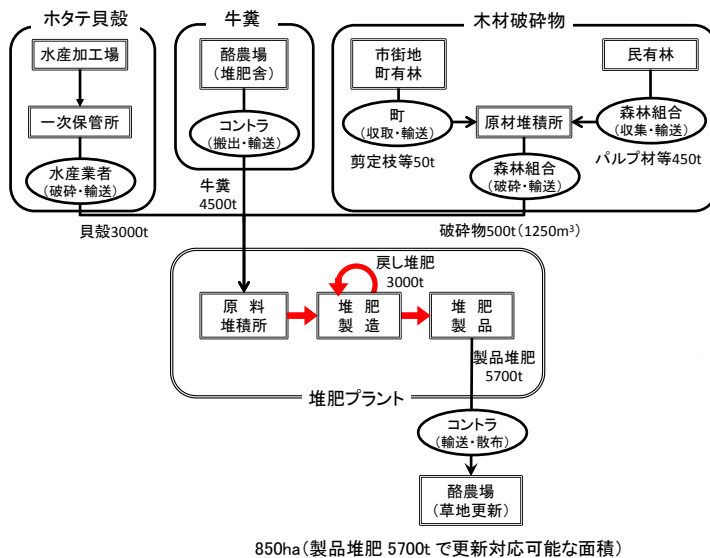 ホタテ貝殻
水産加工場
一次保管所
水産業者
(破砕・輸送)
貝殻3000t
牛糞
酪農場
(堆肥舎)
コントラ
(搬出・輸送)
牛糞
4500t
木材破砕物
市街地
町有林
民有林
町
(収取・輸送)
原材堆積所
森林組合
(収集・輸送)
剪定枝等50t
パルプ材等450t
森林組合
(破砕・輸送)
破砕物500t(1250m³)
戻し堆肥
3000t
原 料
堆積所
堆 肥
製 造
堆 肥
製 品
製品堆肥
5700t
堆肥プラント
コントラ
(輸送・散布)
酪農場
(草地更新)
850ha(製品堆肥 5700t で更新対応可能な面積)